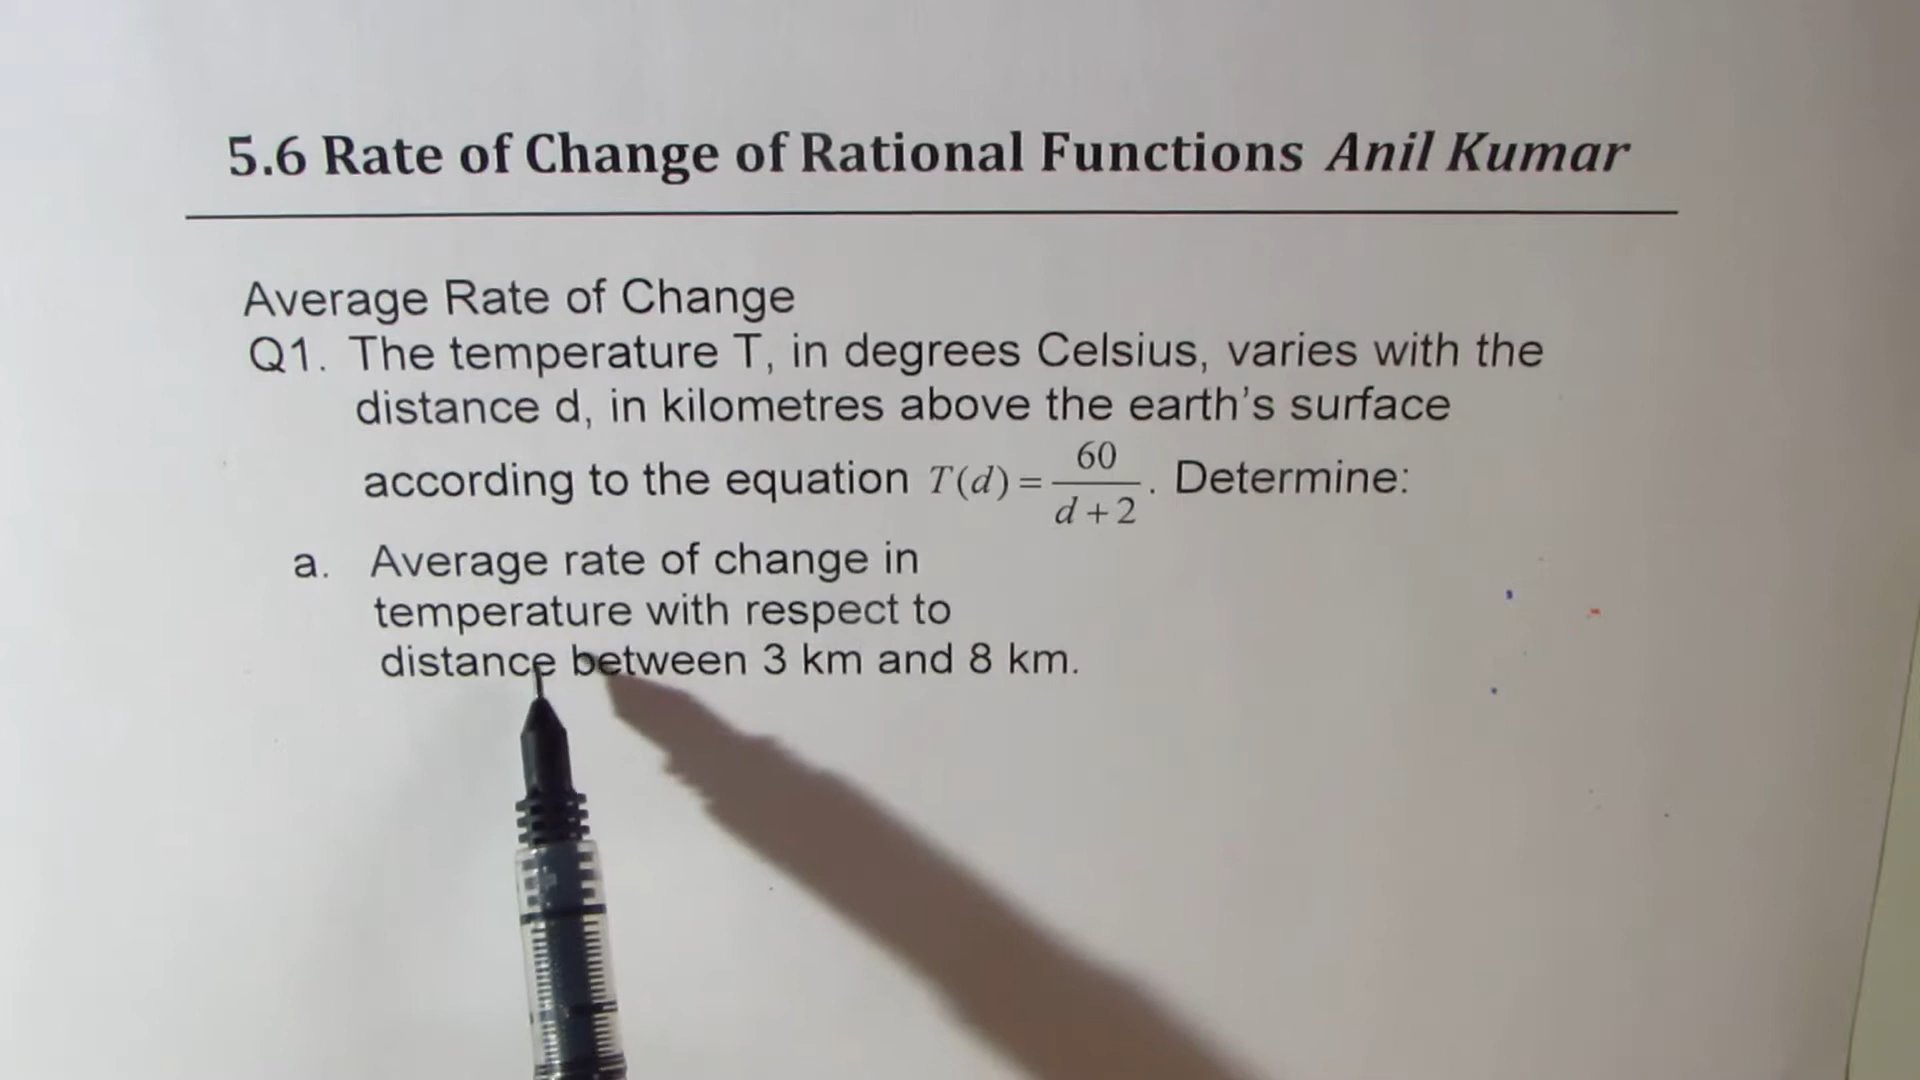 5.6 Rate of Change of Rational Functions Anil Kumar
Average Rate of Change
Q1. The temperature T, in degrees Celsius, varies with the
distance d, in kilometres above the earth's surface
according to the equation T(d) = 60/(d + 2). Determine:
a. Average rate of change in
temperature with respect to
distance between 3 km and 8 km.